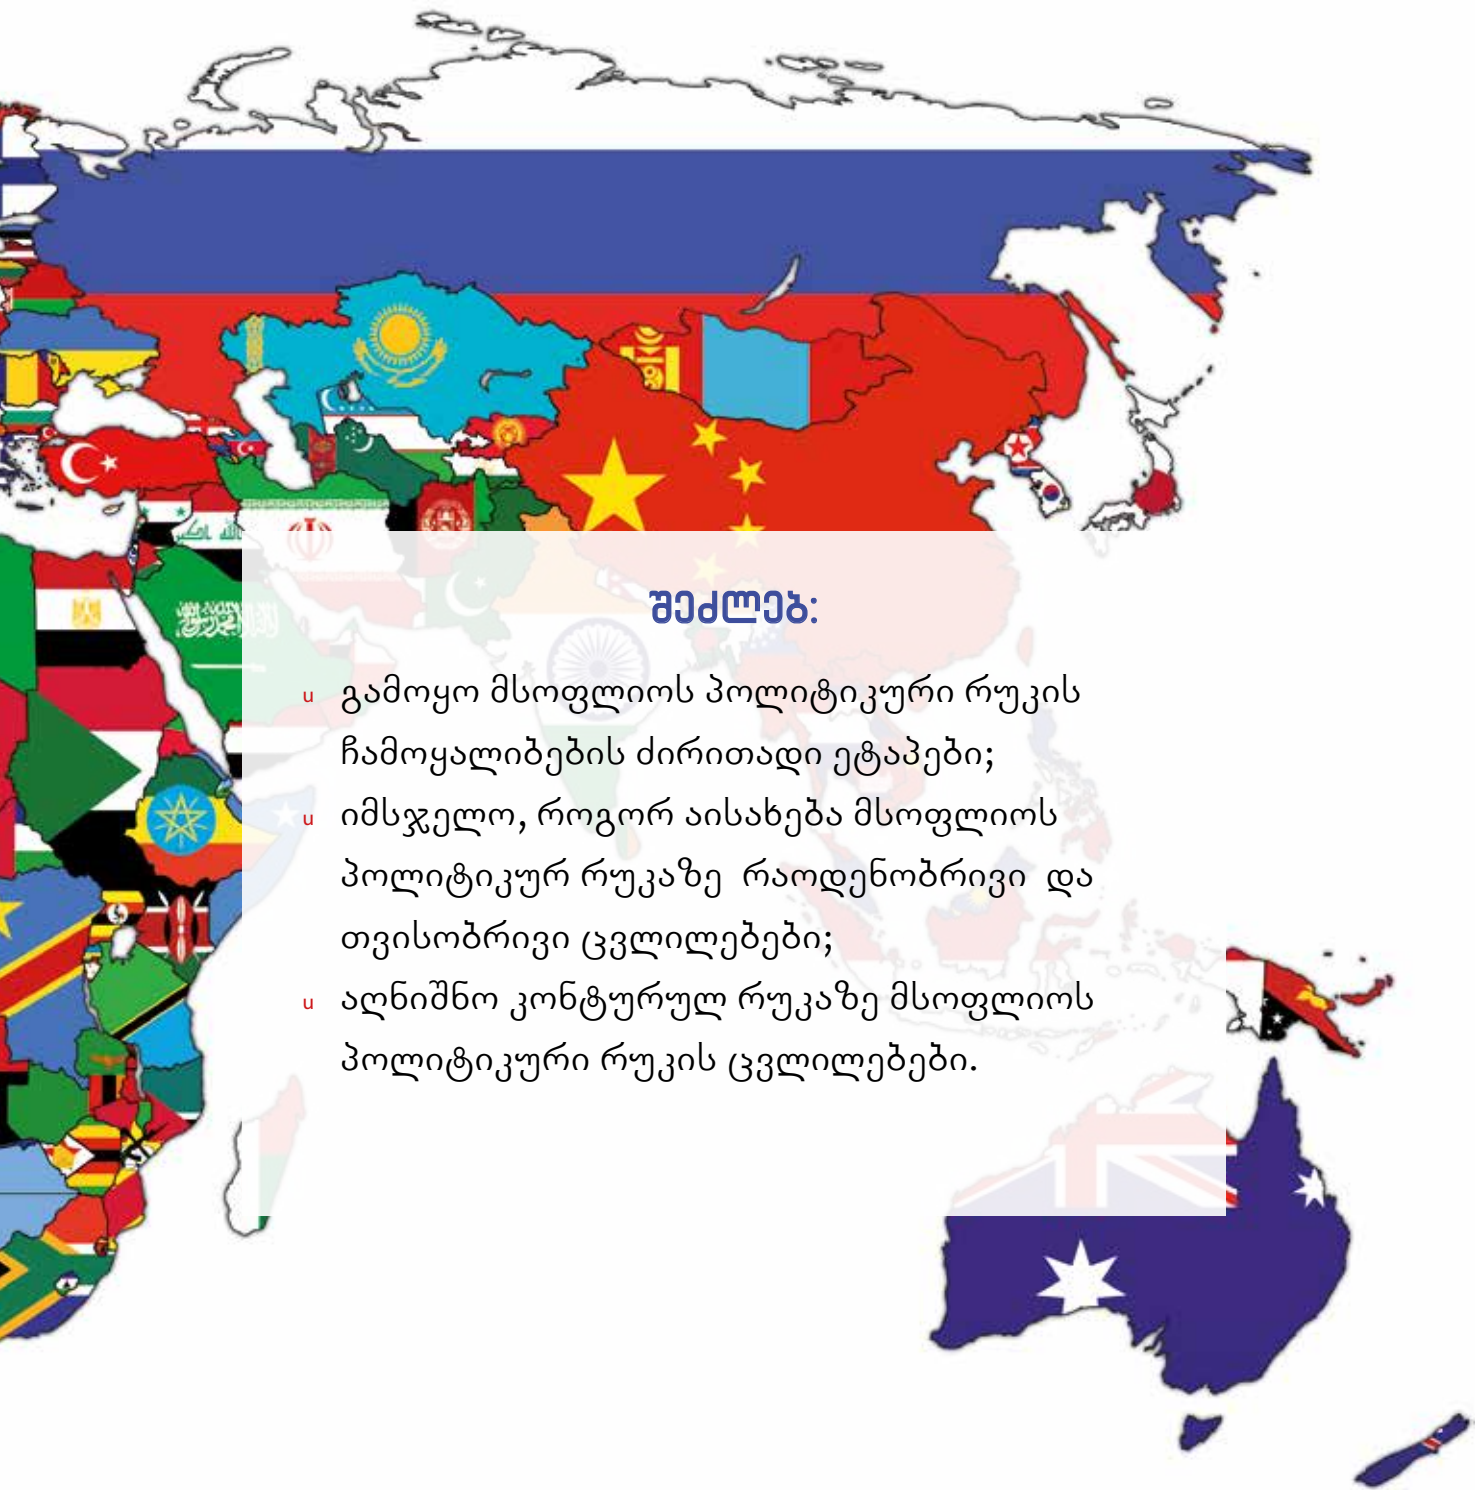 შეძლებ:
u გამოყო მსოფლიოს პოლიტიკური რუკის
ჩამოყალიბების ძირითადი ეტაპები;
u იმსჯელო, როგორ აისახება მსოფლიოს
პოლიტიკურ რუკაზე რაოდენობრივი და
თვისობრივი ცვლილებები;
u აღნიშნო კონტურულ რუკაზე მსოფლიოს
პოლიტიკური რუკის ცვლილებები.